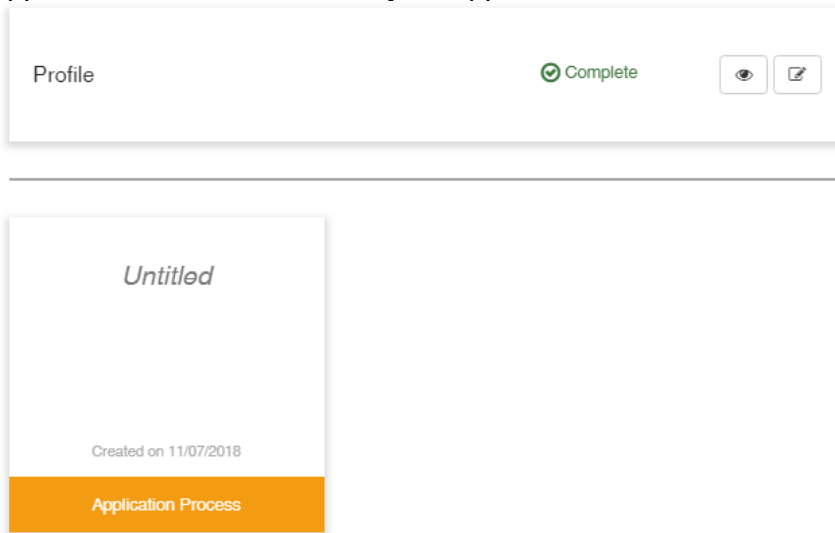 Profile
Complete
Untitled
Created on 11/07/2018
Application Process